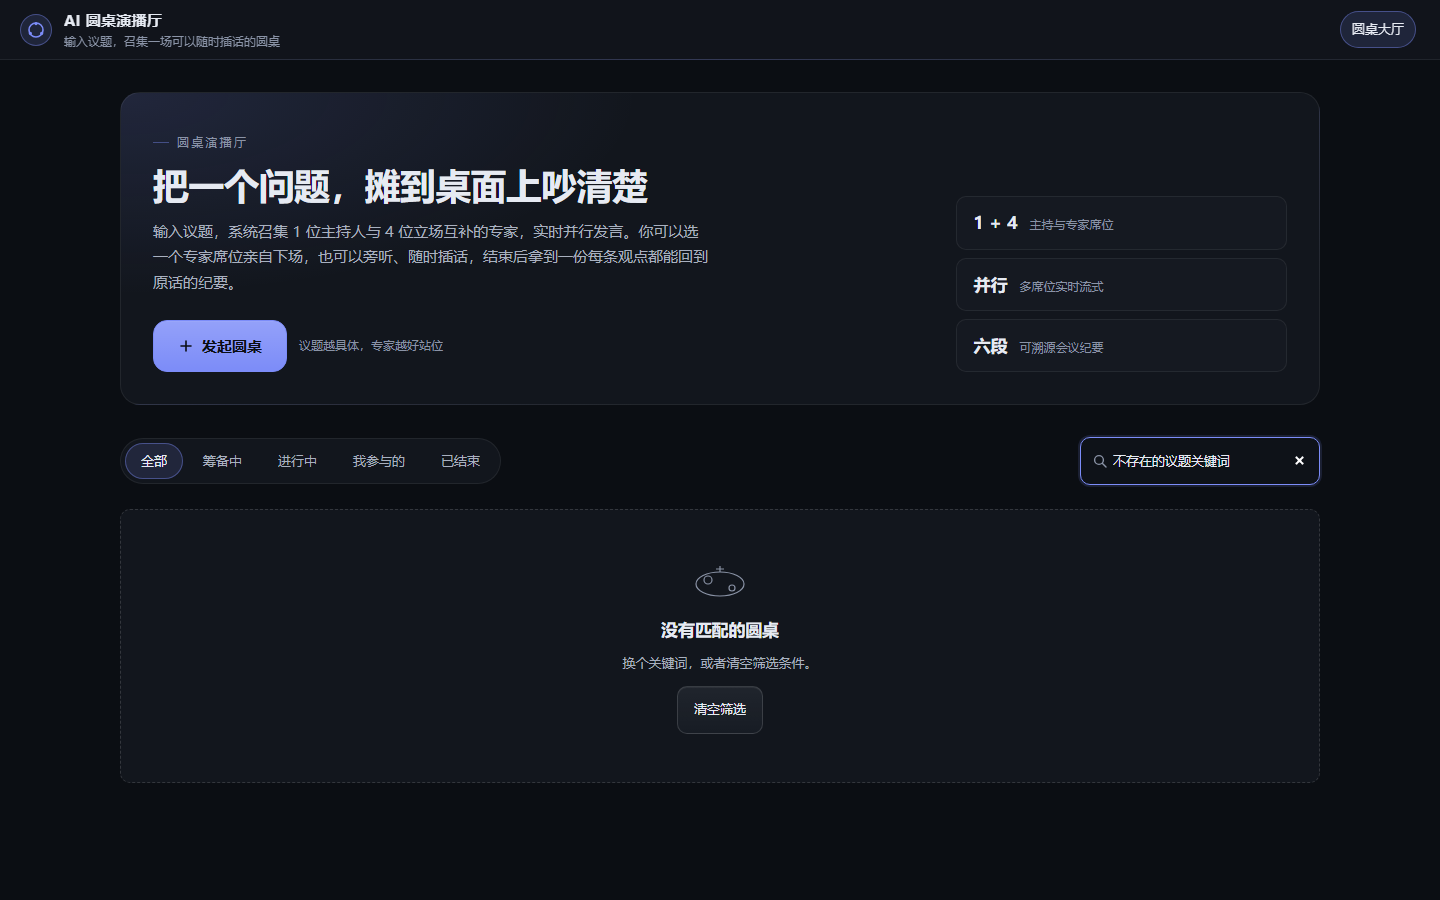 AI 圆桌演播厅
输入议题，召集一场可以随时插话的圆桌
圆桌大厅
圆桌演播厅
把一个问题，摊到桌面上吵清楚
输入议题，系统召集 1 位主持人与 4 位立场互补的专家，实时并行发言。你可以选
一个专家席位亲自下场，也可以旁听、随时插话，结束后拿到一份每条观点都能回到
原话的纪要。
+ 发起圆桌
议题越具体，专家越好站位
1 + 4 主持与专家席位
并行 多席位实时流式
六段 可溯源会议纪要
全部 筹备中 进行中 我参与的 已结束
不存在的议题关键词
没有匹配的圆桌
换个关键词，或者清空筛选条件。
清空筛选